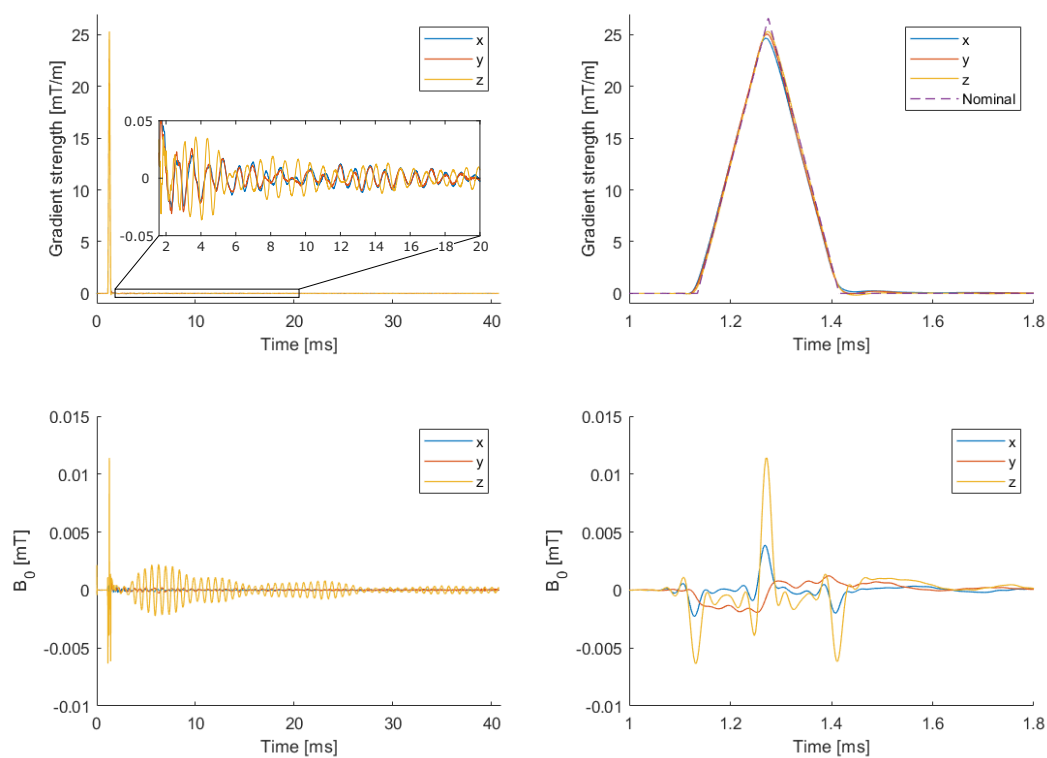 25
20
15
10
5
0
Gradient strength [mT/m]
x
y
z
0.05
0
-0.05
2 4 6 8 10 12 14 16 18 20
0 10 20 30 40
Time [ms]
25
20
15
10
5
0
Gradient strength [mT/m]
x
y
z
Nominal
1 1.2 1.4 1.6 1.8
Time [ms]
0.015
0.01
0.005
0
-0.005
-0.01
B0 [mT]
x
y
z
0 10 20 30 40
Time [ms]
0.015
0.01
0.005
0
-0.005
-0.01
B0 [mT]
x
y
z
1 1.2 1.4 1.6 1.8
Time [ms]